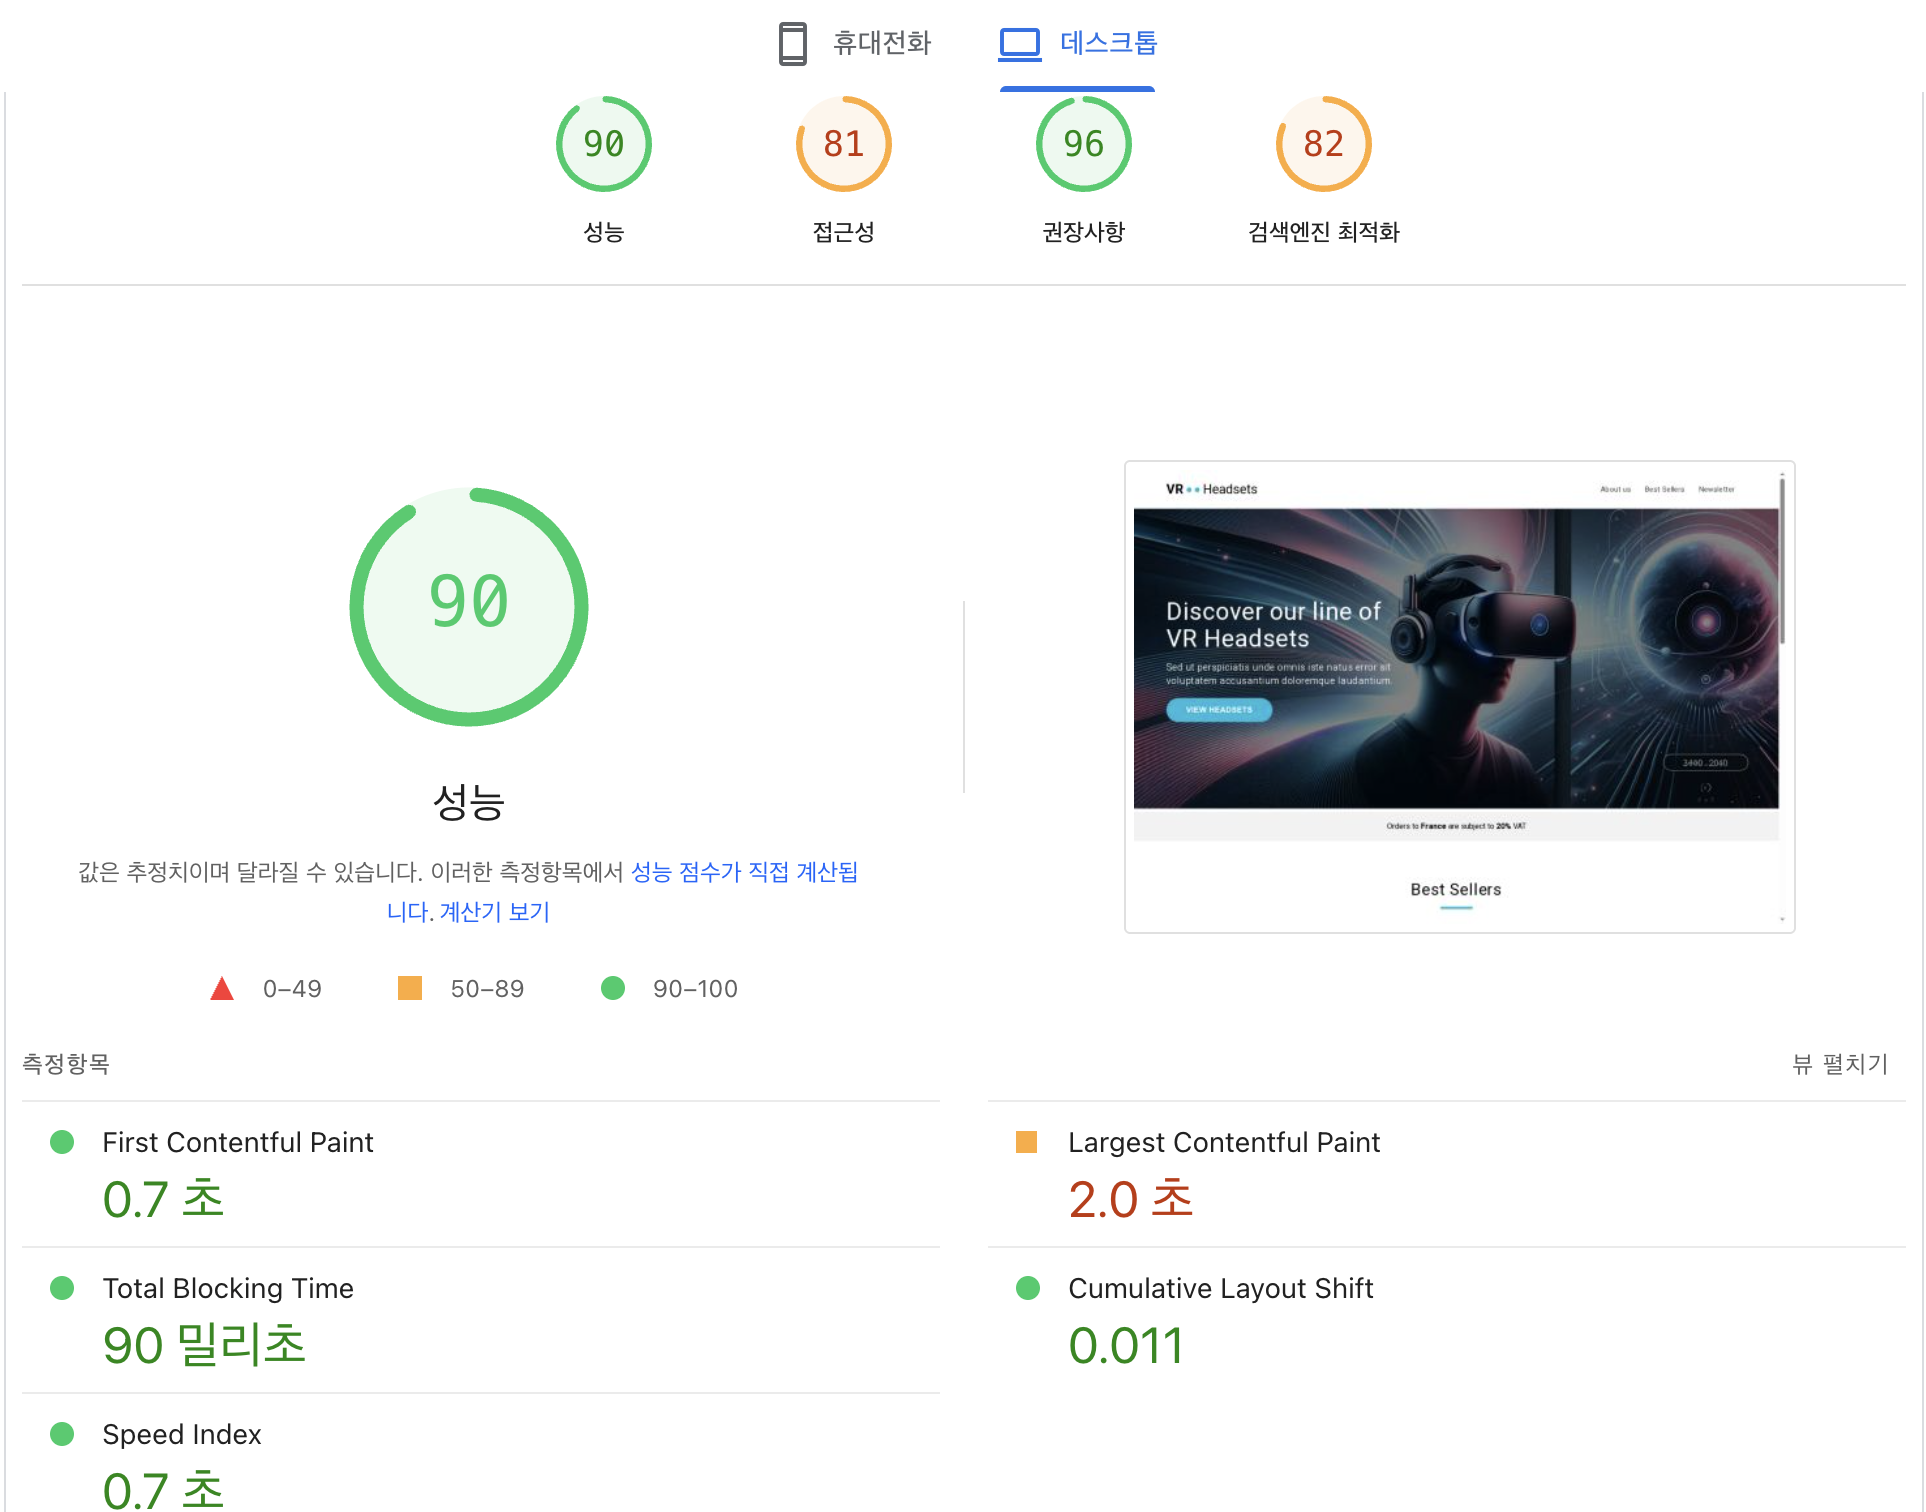 휴대전화
데스크톱
90
81
96
82
성능
접근성
권장사항
검색엔진 최적화
90
성능
값은 추정치이며 달라질 수 있습니다. 이러한 측정항목에서 성능 점수가 직접 계산됩
니다. 계산기 보기
0–49
50–89
90–100
VR Headsets
About us
Best Sellers
Newsletter
Discover our line of
VR Headsets
Sed ut perspiciatis unde omnis iste natus error sit
voluptatem accusantium doloremque laudantium.
VIEW HEADSETS
Orders to France are subject to 20% VAT
Best Sellers
측정항목
뷰 펼치기
First Contentful Paint
0.7 초
Largest Contentful Paint
2.0 초
Total Blocking Time
90 밀리초
Cumulative Layout Shift
0.011
Speed Index
0.7 초